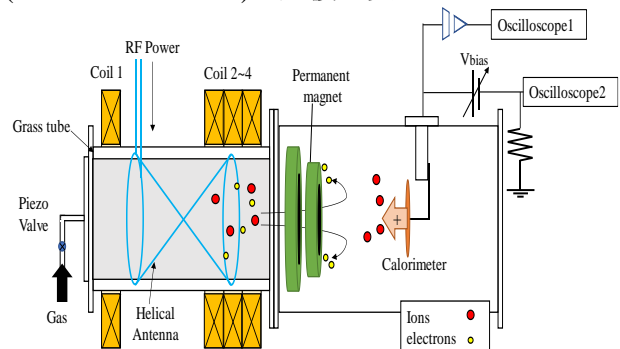 RF Power
Coil 1
Coil 2~4
Permanent
magnet
Oscilloscope1
Vbias
Oscilloscope2
Grass tube
Piezo
Valve
Gas
Helical
Antenna
+
Calorimeter
Ions
electrons